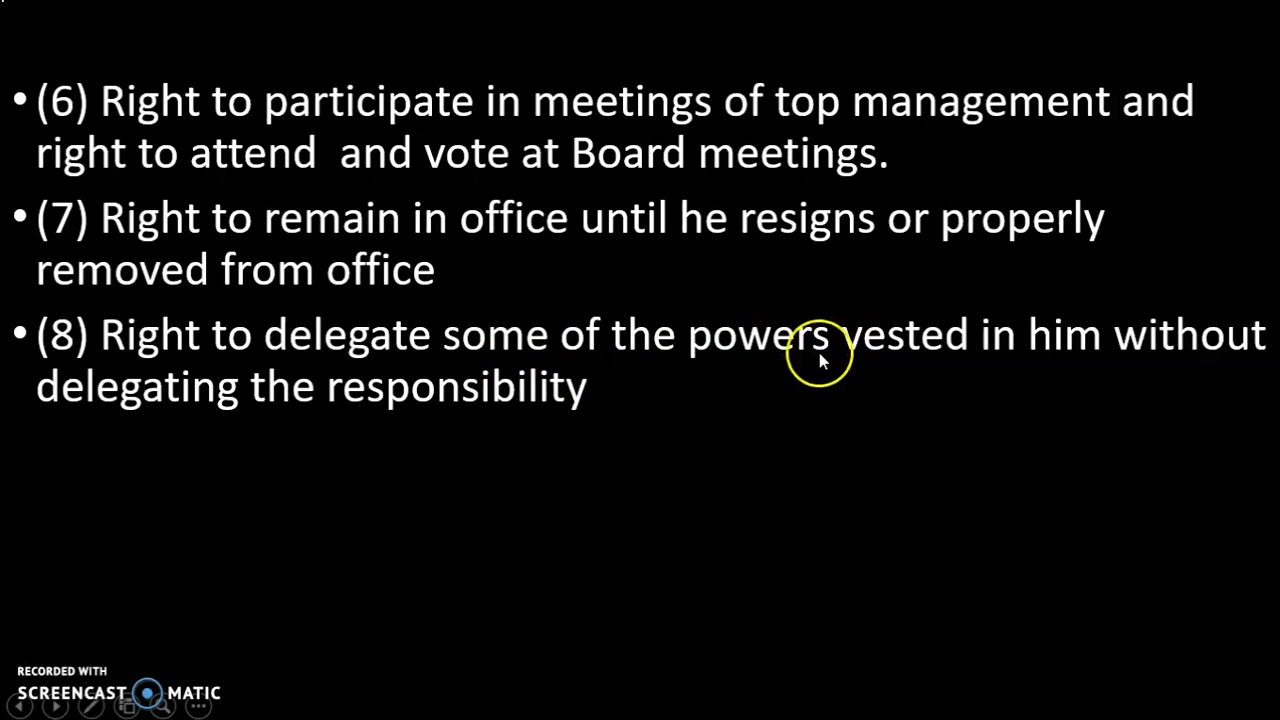 • (6) Right to participate in meetings of top management and
right to attend  and vote at Board meetings.
• (7) Right to remain in office until he resigns or properly
removed from office
• (8) Right to delegate some of the powers vested in him without
delegating the responsibility
RECORDED WITH
SCREENCAST MATIC